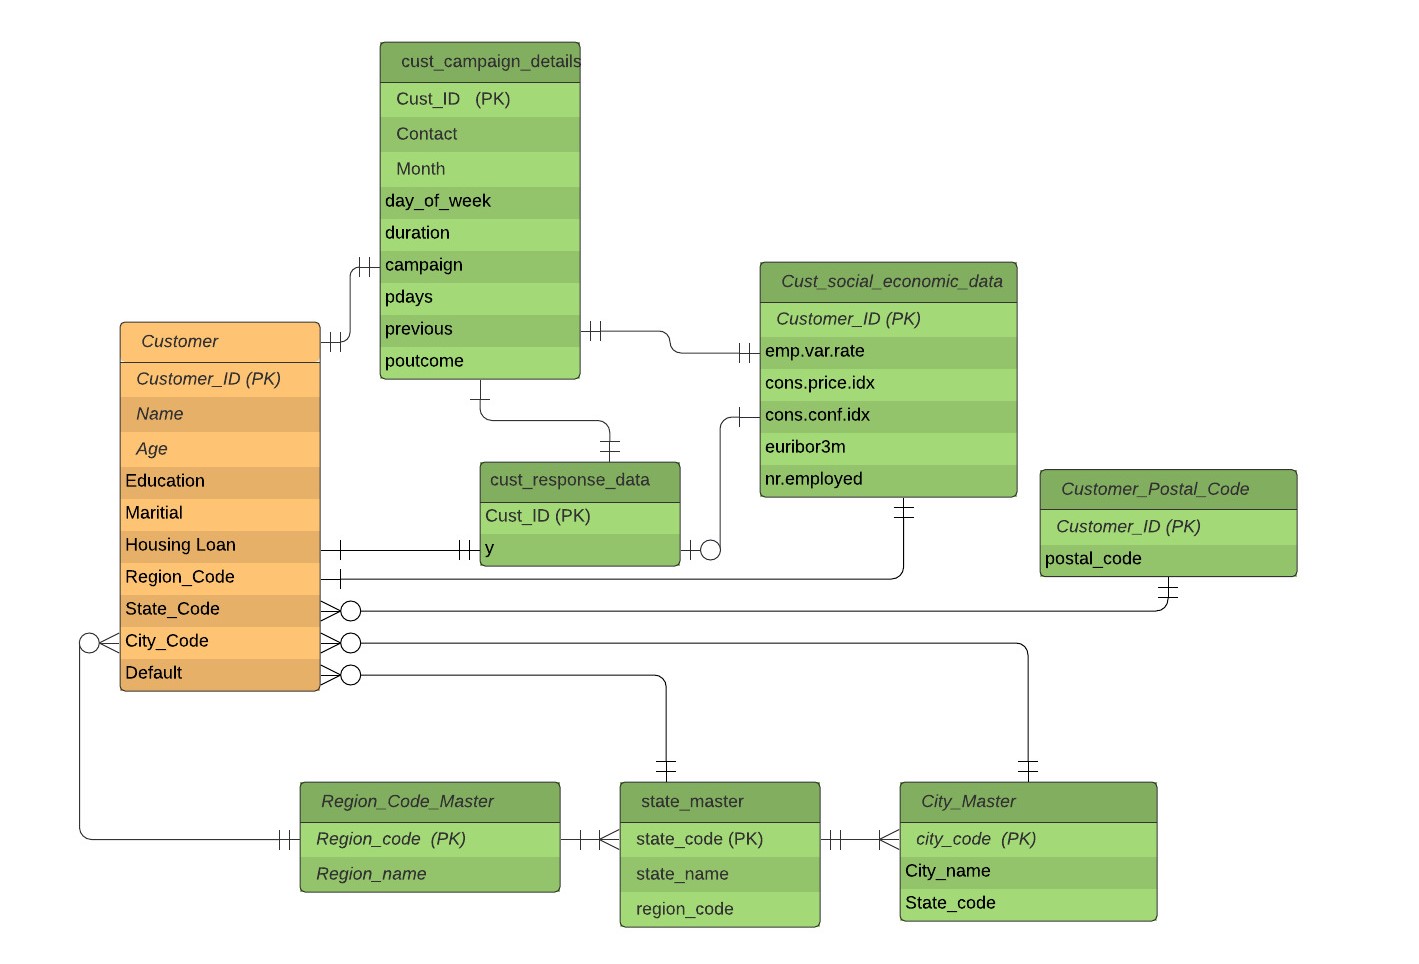 cust_campaign_details
Cust_ID (PK)
Contact
Month
day_of_week
duration
campaign
pdays
previous
poutcome
Cust_social_economic_data
Customer_ID (PK)
emp.var.rate
cons.price.idx
cons.conf.idx
euribor3m
nr.employed
Customer
Customer_ID (PK)
Name
Age
Education
Maritial
Housing Loan
Region_Code
State_Code
City_Code
Default
cust_response_data
Cust_ID (PK)
y
Customer_Postal_Code
Customer_ID (PK)
postal_code
Region_Code_Master
Region_code (PK)
Region_name
state_master
state_code (PK)
state_name
region_code
City_Master
city_code (PK)
City_name
State_code